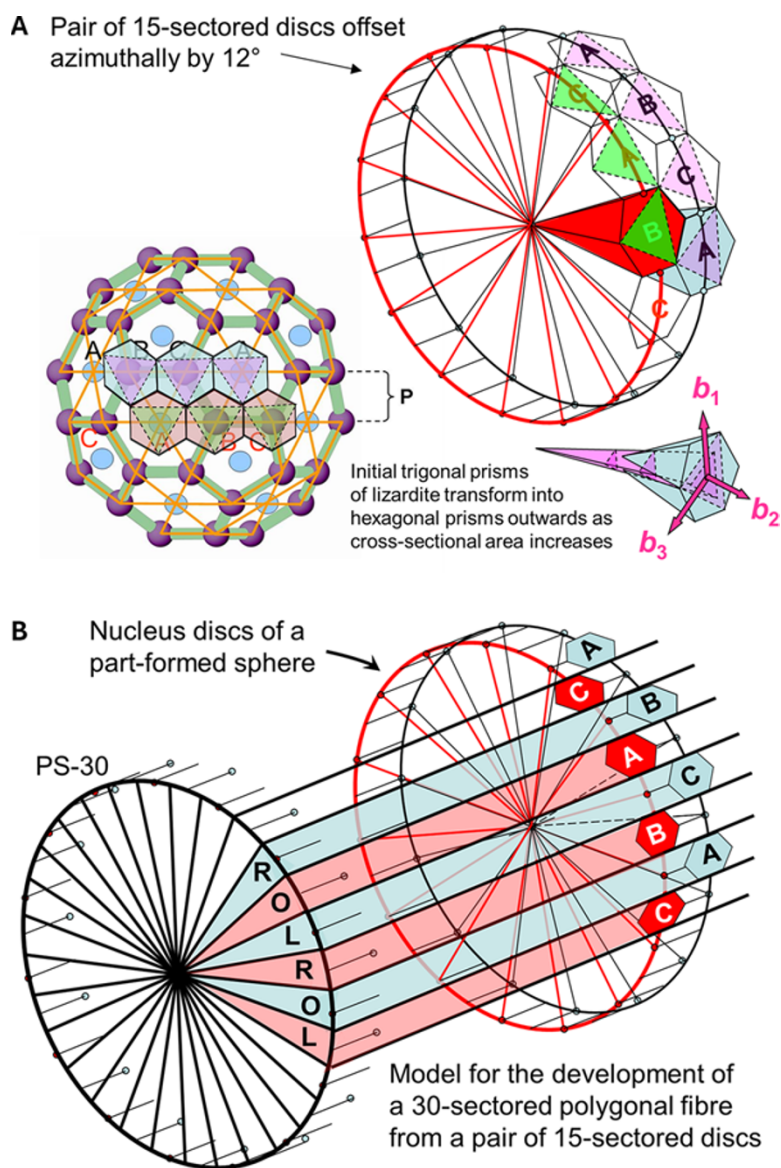 A
Pair of 15-sectored discs offset
azimuthally by 12°
A
C
B
A
C
B
A
C
A B C A
C A B C
P
Initial trigonal prisms
of lizardite transform into
hexagonal prisms outwards as
cross-sectional area increases
b1
b2
b3
B
Nucleus discs of a
part-formed sphere
PS-30
A
C
B
A
C
B
A
C
R
O
L
R
O
L
Model for the development of
a 30-sectored polygonal fibre
from a pair of 15-sectored discs